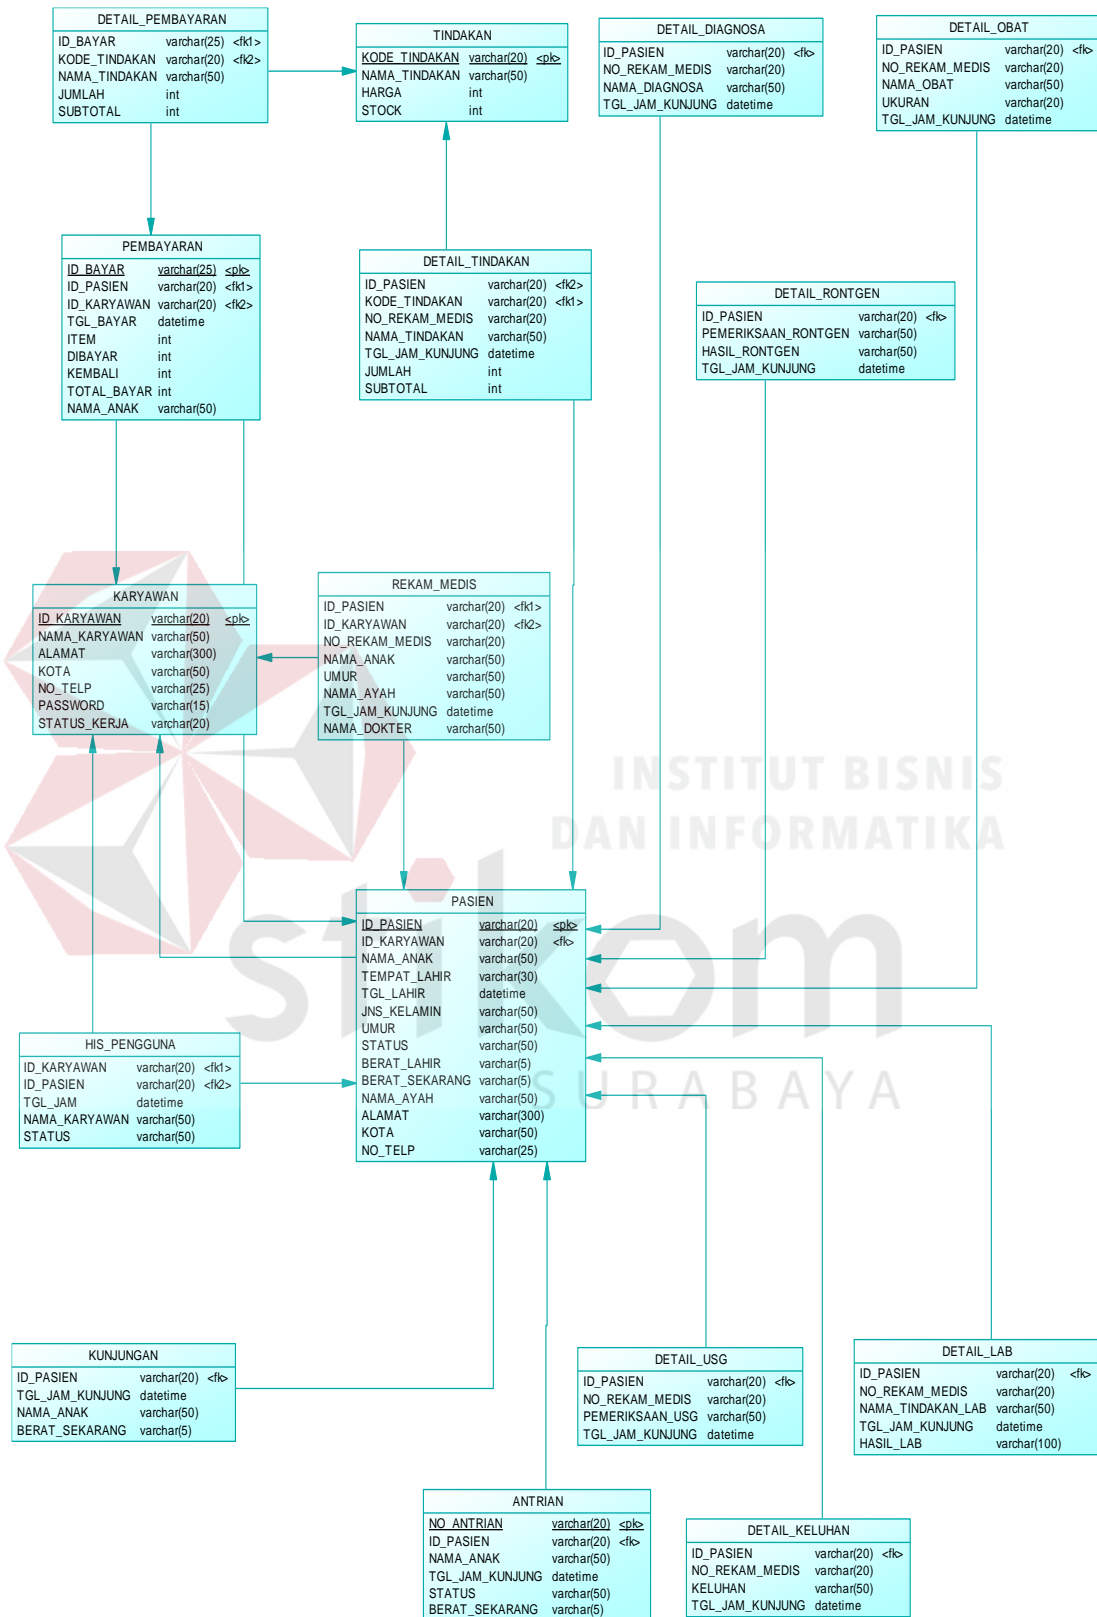 DETAIL_PEMBAYARAN
ID_BAYAR varchar(25) <fk1>
KODE_TINDAKAN varchar(20) <fk2>
NAMA_TINDAKAN varchar(50)
JUMLAH int
SUBTOTAL int
TINDAKAN
KODE_TINDAKAN varchar(20) <pk>
NAMA_TINDAKAN varchar(50)
HARGA int
STOCK int
DETAIL_DIAGNOSA
ID_PASIEN varchar(20) <fk>
NO_REKAM_MEDIS varchar(20)
NAMA_DIAGNOSA varchar(50)
TGL_JAM_KUNJUNG datetime
DETAIL_OBAT
ID_PASIEN varchar(20) <fk>
NO_REKAM_MEDIS varchar(20)
NAMA_OBAT varchar(50)
UKURAN varchar(20)
TGL_JAM_KUNJUNG datetime
PEMBAYARAN
ID_BAYAR varchar(25) <pk>
ID_PASIEN varchar(20) <fk1>
ID_KARYAWAN varchar(20) <fk2>
TGL_BAYAR datetime
ITEM int
DIBAYAR int
KEMBALI int
TOTAL_BAYAR int
NAMA_ANAK varchar(50)
DETAIL_TINDAKAN
ID_PASIEN varchar(20) <fk2>
KODE_TINDAKAN varchar(20) <fk1>
NO_REKAM_MEDIS varchar(20)
NAMA_TINDAKAN varchar(50)
TGL_JAM_KUNJUNG datetime
JUMLAH int
SUBTOTAL int
DETAIL_RONTGEN
ID_PASIEN varchar(20) <fk>
PEMERIKSAAN_RONTGEN varchar(50)
HASIL_RONTGEN varchar(50)
TGL_JAM_KUNJUNG datetime
KARYAWAN
ID_KARYAWAN varchar(20) <pk>
NAMA_KARYAWAN varchar(50)
ALAMAT varchar(300)
KOTA varchar(50)
NO_TELP varchar(25)
PASSWORD varchar(15)
STATUS_KERJA varchar(20)
REKAM_MEDIS
ID_PASIEN varchar(20) <fk1>
ID_KARYAWAN varchar(20) <fk2>
NO_REKAM_MEDIS varchar(20)
NAMA_ANAK varchar(50)
UMUR varchar(50)
NAMA_AYAH varchar(50)
TGL_JAM_KUNJUNG datetime
NAMA_DOKTER varchar(50)
INSTITUT BISNIS
DAN INFORMATIKA
stikom
SURABAYA
PASIEN
ID_PASIEN varchar(20) <pk>
ID_KARYAWAN varchar(20) <fk>
NAMA_ANAK varchar(50)
TEMPAT_LAHIR varchar(30)
TGL_LAHIR datetime
JNS_KELAMIN varchar(50)
UMUR varchar(50)
STATUS varchar(50)
BERAT_LAHIR varchar(5)
BERAT_SEKARANG varchar(5)
NAMA_AYAH varchar(50)
ALAMAT varchar(300)
KOTA varchar(50)
NO_TELP varchar(25)
HIS_PENGGUNA
ID_KARYAWAN varchar(20) <fk1>
ID_PASIEN varchar(20) <fk2>
TGL_JAM datetime
NAMA_KARYAWAN varchar(50)
STATUS varchar(50)
KUNJUNGAN
ID_PASIEN varchar(20) <fk>
TGL_JAM_KUNJUNG datetime
NAMA_ANAK varchar(50)
BERAT_SEKARANG varchar(5)
DETAIL_USG
ID_PASIEN varchar(20) <fk>
NO_REKAM_MEDIS varchar(20)
PEMERIKSAAN_USG varchar(50)
TGL_JAM_KUNJUNG datetime
DETAIL_LAB
ID_PASIEN varchar(20) <fk>
NO_REKAM_MEDIS varchar(20)
NAMA_TINDAKAN_LAB varchar(50)
TGL_JAM_KUNJUNG datetime
HASIL_LAB varchar(100)
ANTRIAN
NO_ANTRIAN varchar(20) <pk>
ID_PASIEN varchar(20) <fk>
NAMA_ANAK varchar(50)
TGL_JAM_KUNJUNG datetime
STATUS varchar(50)
BERAT_SEKARANG varchar(5)
DETAIL_KELUHAN
ID_PASIEN varchar(20) <fk>
NO_REKAM_MEDIS varchar(20)
KELUHAN varchar(50)
TGL_JAM_KUNJUNG datetime